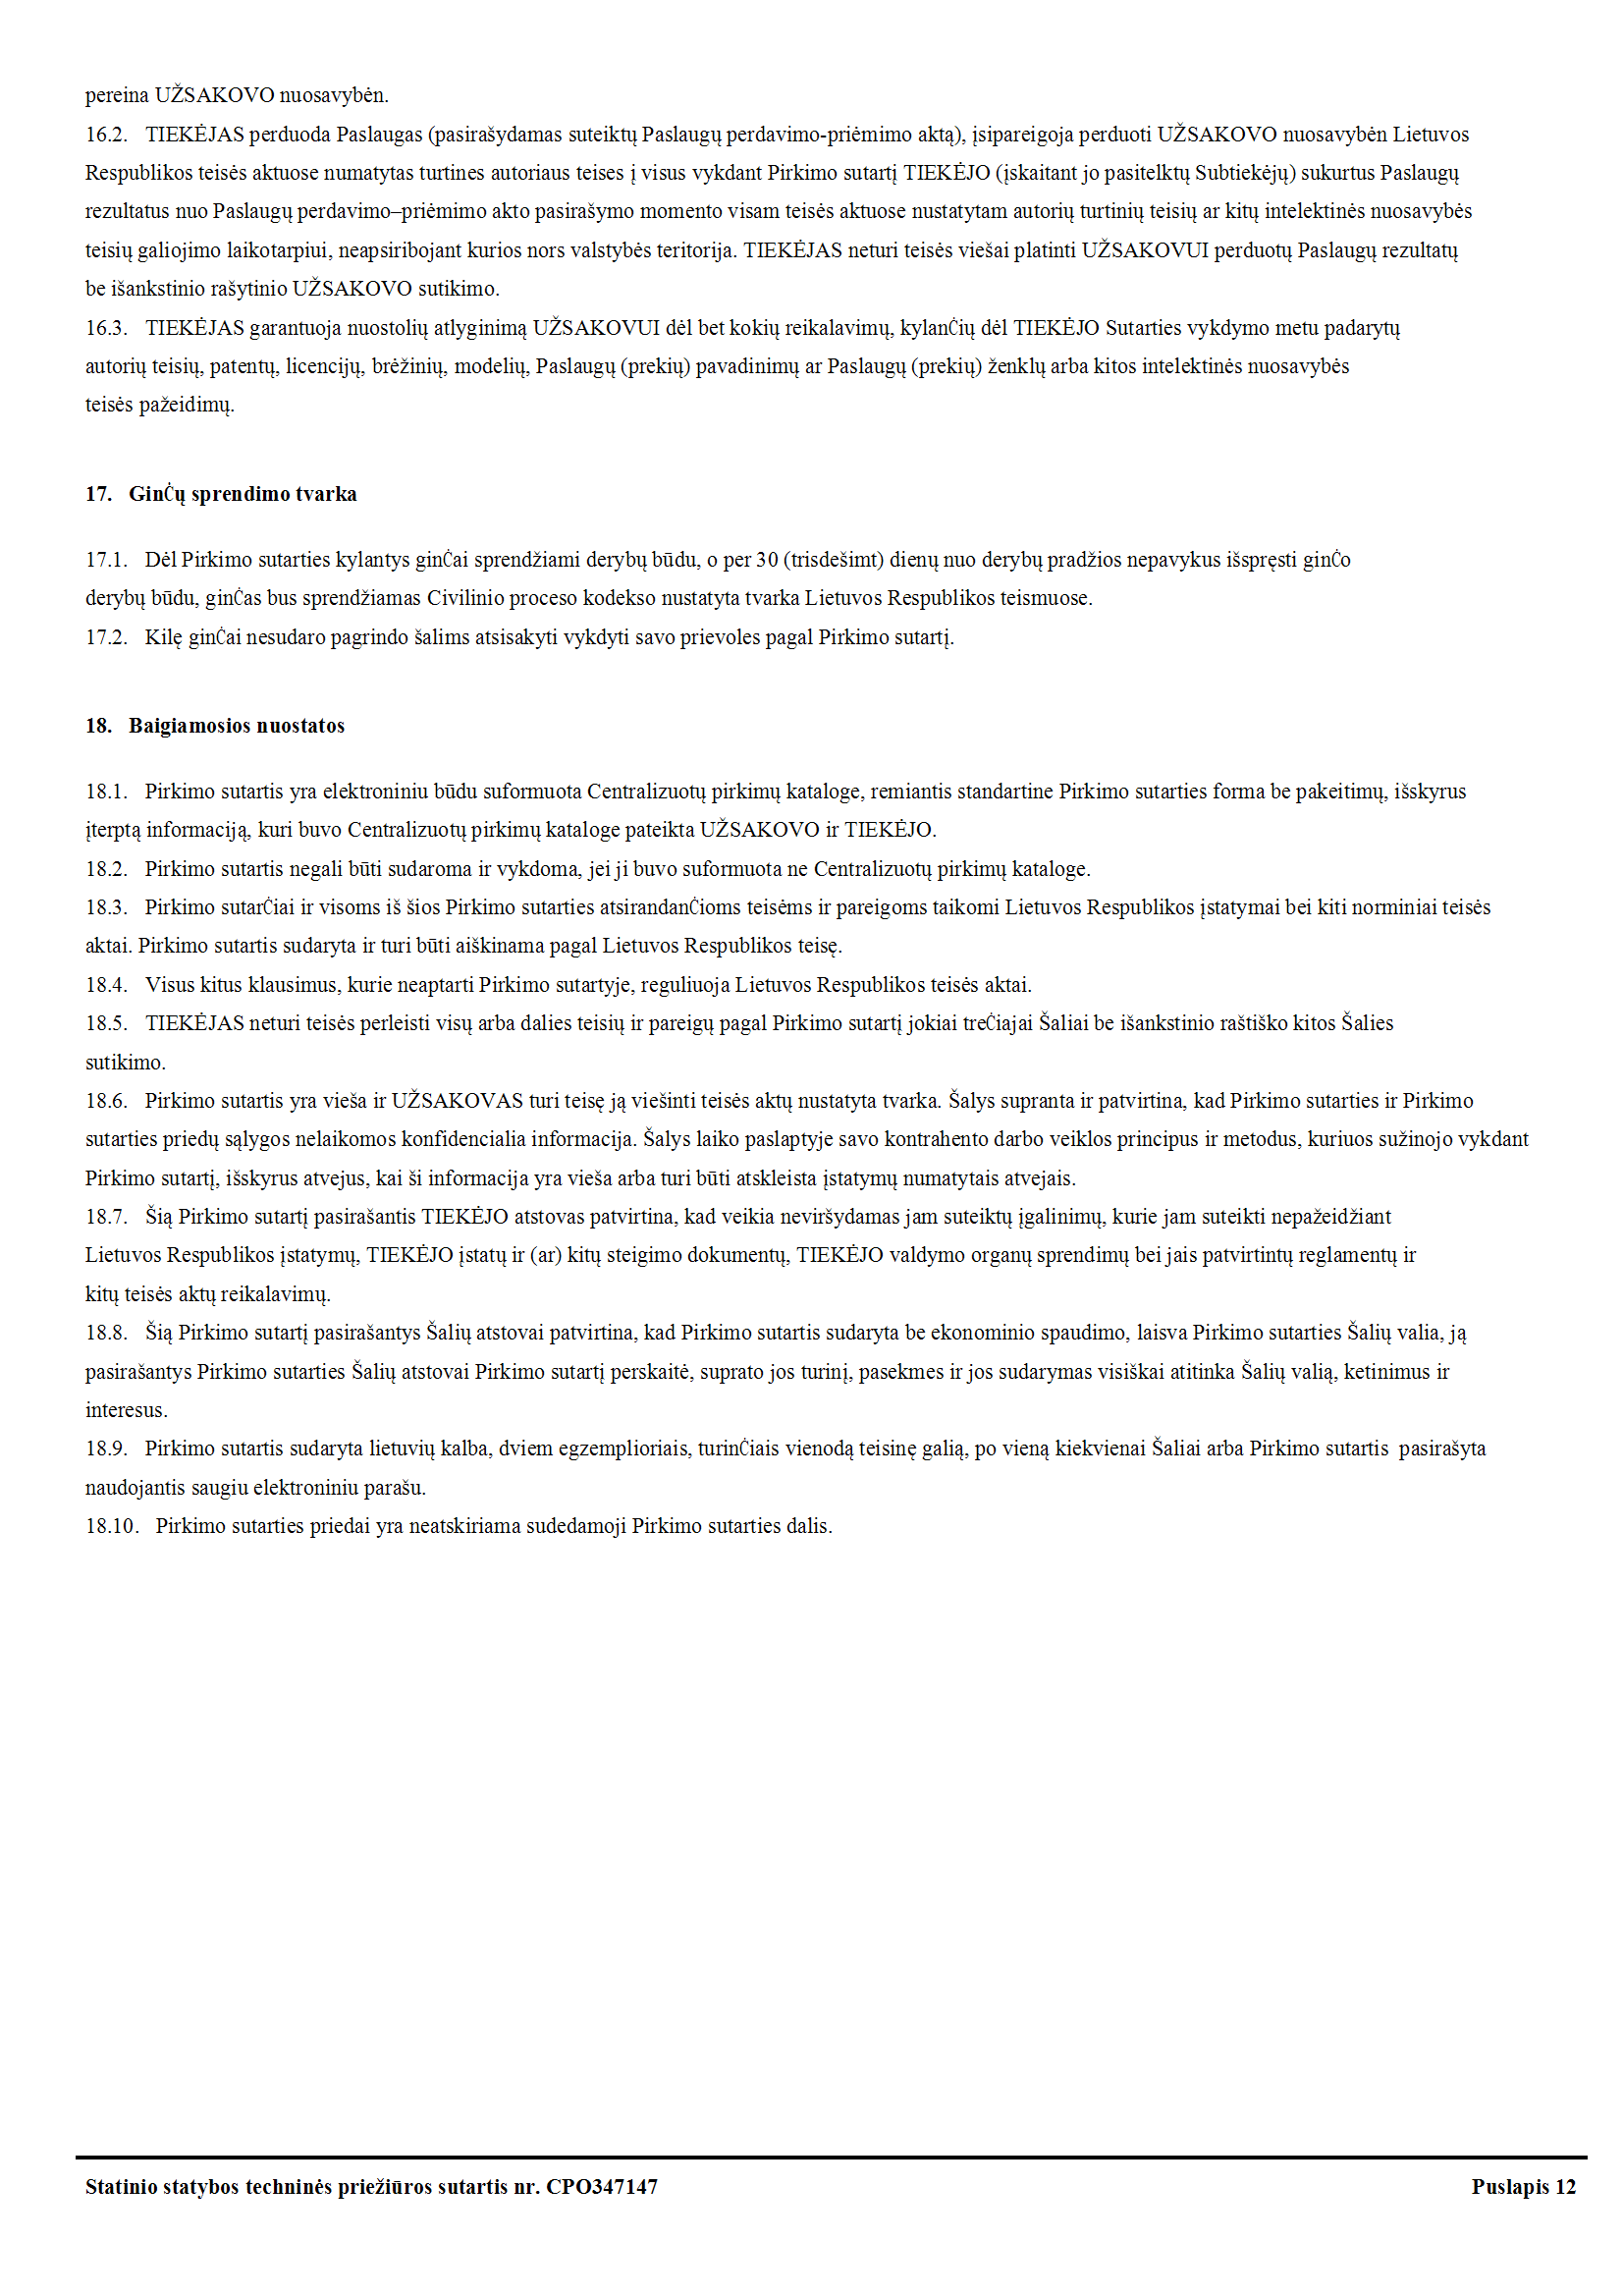 pereina UŽSAKOVO nuosavybėn.
16.2. TIEKĖJAS perduoda Paslaugas (pasirašydamas suteiktų Paslaugų perdavimo-priėmimo aktą), įsipareigoja perduoti UŽSAKOVO nuosavybėn Lietuvos
Respublikos teisės aktuose numatytas turtines autoriaus teises į visus vykdant Pirkimo sutartį TIEKĖJO (įskaitant jo pasitelktų Subtiekėjų) sukurtus Paslaugų
rezultatus nuo Paslaugų perdavimo–priėmimo akto pasirašymo momento visam teisės aktuose nustatytam autorių turtinių teisių ar kitų intelektinės nuosavybės
teisių galiojimo laikotarpiui, neapsiribojant kurios nors valstybės teritorija. TIEKĖJAS neturi teisės viešai platinti UŽSAKOVUI perduotų Paslaugų rezultatų
be išankstinio rašytinio UŽSAKOVO sutikimo.
16.3. TIEKĖJAS garantuoja nuostolių atlyginimą UŽSAKOVUI dėl bet kokių reikalavimų, kylanČių dėl TIEKĖJO Sutarties vykdymo metu padarytų
autorių teisių, patentų, licencijų, brėžinių, modelių, Paslaugų (prekių) pavadinimų ar Paslaugų (prekių) ženklų arba kitos intelektinės nuosavybės
teisės pažeidimų.
17. GinČų sprendimo tvarka
17.1. Dėl Pirkimo sutarties kylantys ginČai sprendžiami derybų būdu, o per 30 (trisdešimt) dienų nuo derybų pradžios nepavykus išspręsti ginČo
derybų būdu, ginČas bus sprendžiamas Civilinio proceso kodekso nustatyta tvarka Lietuvos Respublikos teismuose.
17.2. Kilę ginČai nesudaro pagrindo šalims atsisakyti vykdyti savo prievoles pagal Pirkimo sutartį.
18. Baigiamosios nuostatos
18.1. Pirkimo sutartis yra elektroniniu būdu suformuota Centralizuotų pirkimų kataloge, remiantis standartine Pirkimo sutarties forma be pakeitimų, išskyrus
įterptą informaciją, kuri buvo Centralizuotų pirkimų kataloge pateikta UŽSAKOVO ir TIEKĖJO.
18.2. Pirkimo sutartis negali būti sudaroma ir vykdoma, jei ji buvo suformuota ne Centralizuotų pirkimų kataloge.
18.3. Pirkimo sutarČiai ir visoms iš šios Pirkimo sutarties atsirandanČioms teisėms ir pareigoms taikomi Lietuvos Respublikos įstatymai bei kiti norminiai teisės
aktai. Pirkimo sutartis sudaryta ir turi būti aiškinama pagal Lietuvos Respublikos teisę.
18.4. Visus kitus klausimus, kurie neaptarti Pirkimo sutartyje, reguliuoja Lietuvos Respublikos teisės aktai.
18.5. TIEKĖJAS neturi teisės perleisti visų arba dalies teisių ir pareigų pagal Pirkimo sutartį jokiai treČiajai Šaliai be išankstinio raštiško kitos Šalies
sutikimo.
18.6. Pirkimo sutartis yra vieša ir UŽSAKOVAS turi teisę ją viešinti teisės aktų nustatyta tvarka. Šalys supranta ir patvirtina, kad Pirkimo sutarties ir Pirkimo
sutarties priedų sąlygos nelaikomos konfidencialia informacija. Šalys laiko paslaptyje savo kontrahento darbo veiklos principus ir metodus, kuriuos sužinojo vykdant
Pirkimo sutartį, išskyrus atvejus, kai ši informacija yra vieša arba turi būti atskleista įstatymų numatytais atvejais.
18.7. Šią Pirkimo sutartį pasirašantis TIEKĖJO atstovas patvirtina, kad veikia neviršydamas jam suteiktų įgalinimų, kurie jam suteikti nepažeidžiant
Lietuvos Respublikos įstatymų, TIEKĖJO įstatų ir (ar) kitų steigimo dokumentų, TIEKĖJO valdymo organų sprendimų bei jais patvirtintų reglamentų ir
kitų teisės aktų reikalavimų.
18.8. Šią Pirkimo sutartį pasirašantys Šalių atstovai patvirtina, kad Pirkimo sutartis sudaryta be ekonominio spaudimo, laisva Pirkimo sutarties Šalių valia, ją
pasirašantys Pirkimo sutarties Šalių atstovai Pirkimo sutartį perskaitė, suprato jos turinį, pasekmes ir jos sudarymas visiškai atitinka Šalių valią, ketinimus ir
interesus.
18.9. Pirkimo sutartis sudaryta lietuvių kalba, dviem egzemplioriais, turinČiais vienodą teisinę galią, po vieną kiekvienai Šaliai arba Pirkimo sutartis pasirašyta
naudojantis saugiu elektroniniu parašu.
18.10. Pirkimo sutarties priedai yra neatskiriama sudedamoji Pirkimo sutarties dalis.
Statinio statybos techninės priežiūros sutartis nr. CPO347147 Puslapis 12